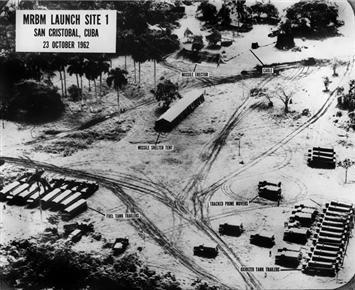 MRBM LAUNCH SITE 1
SAN CRISTOBAL, CUBA
23 OCTOBER 1962
MISSILE ERECTOR
CABLE
MISSILE SHELTER TENT
TRACKED PRIME MOVERS
FUEL TANK TRAILERS
OXIDIZER TANK TRAILERS